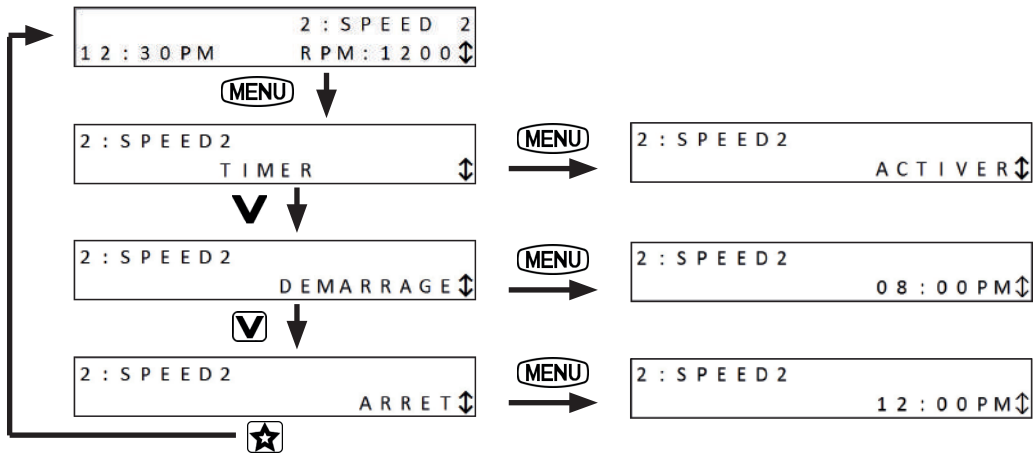 2:SPEED 2
12:30PM RPM:1200↕
MENU
2:SPEED2
TIMER ↕
MENU
2:SPEED2
ACTIVER↕
V
2:SPEED2
DEMARRAGE↕
MENU
2:SPEED2
08:00PM↕
V
2:SPEED2
ARRET↕
MENU
2:SPEED2
12:00PM↕